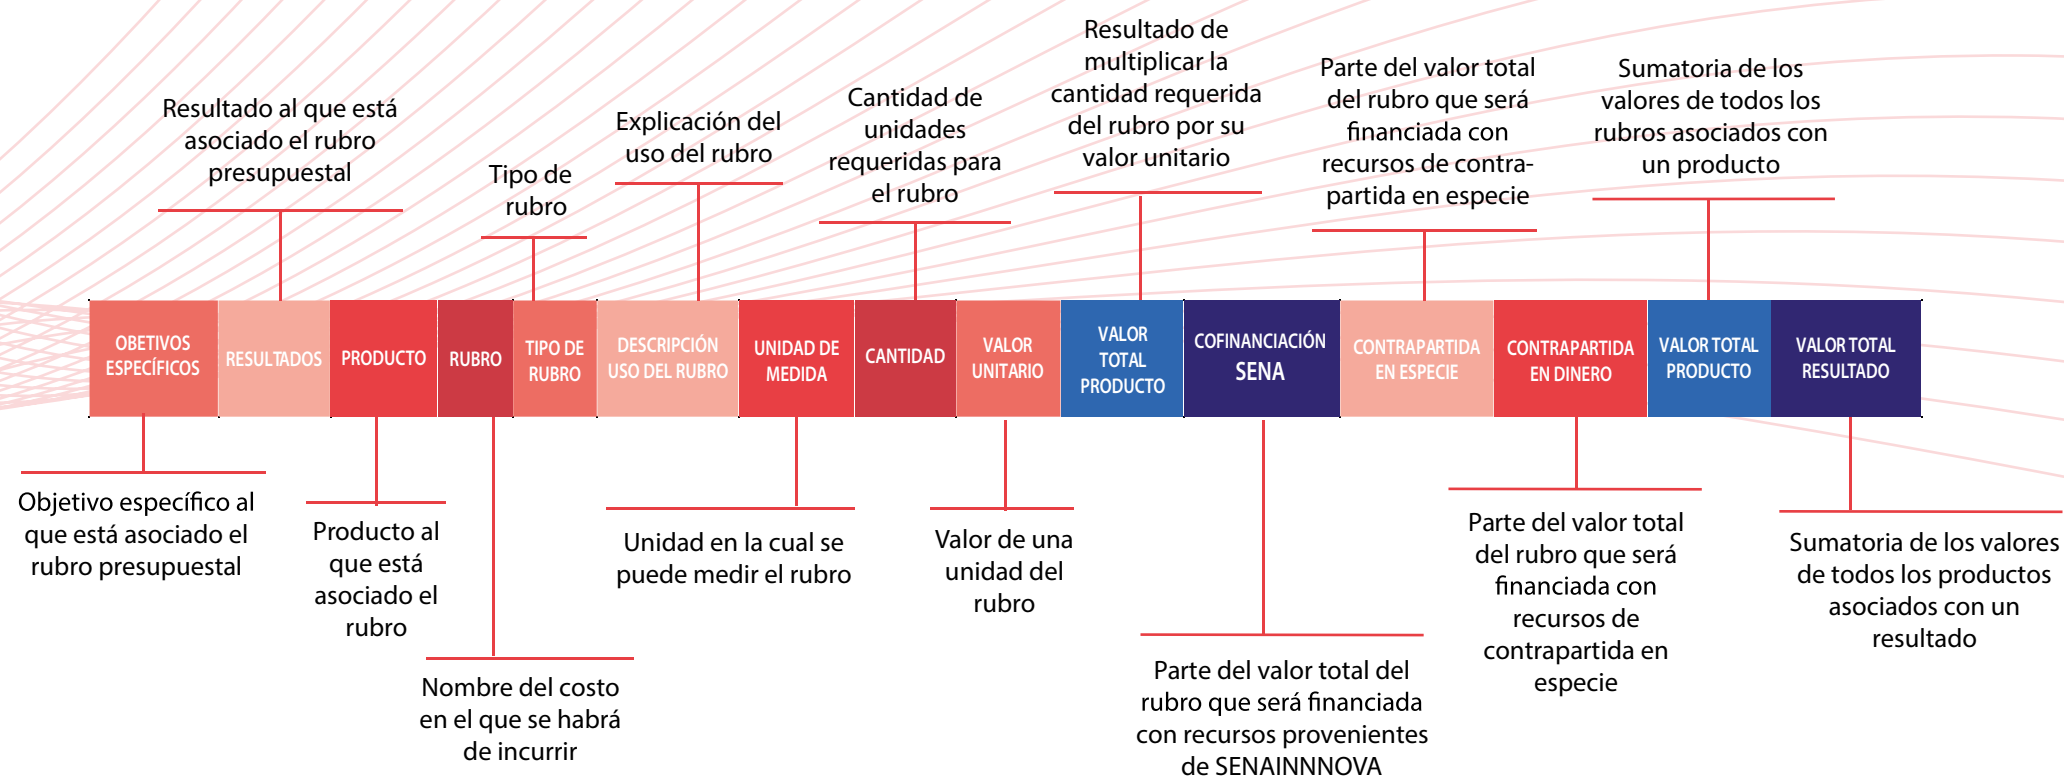 Resultado al que está
asociado el rubro
presupuestal
Tipo de
rubro
Explicación del
uso del rubro
Cantidad de
unidades
requeridas para
el rubro
Resultado de
multiplicar la
cantidad requerida
del rubro por su
valor unitario
Parte del valor total
del rubro que será
financiada con
recursos de contra-
partida en especie
Sumatoria de los
valores de todos los
rubros asociados con
un producto
OBETIVOS
ESPECÍFICOS
RESULTADOS
PRODUCTO
RUBRO
TIPO DE
RUBRO
DESCRIPCIÓN
USO DEL RUBRO
UNIDAD DE
MEDIDA
CANTIDAD
VALOR
UNITARIO
VALOR
TOTAL
PRODUCTO
COFINANCIACIÓN
SENA
CONTRAPARTIDA
EN ESPECIE
CONTRAPARTIDA
EN DINERO
VALOR TOTAL
PRODUCTO
VALOR TOTAL
RESULTADO
Objetivo específico al
que está asociado el
rubro presupuestal
Producto al
que está
asociado el
rubro
Nombre del costo
en el que se habrá
de incurrir
Unidad en la cual se
puede medir el rubro
Valor de una
unidad del
rubro
Parte del valor total del
rubro que será financiada
con recursos provenientes
de SENAINNNOVA
Parte del valor total
del rubro que será
financiada con
recursos de
contrapartida en
especie
Sumatoria de los valores
de todos los productos
asociados con un
resultado